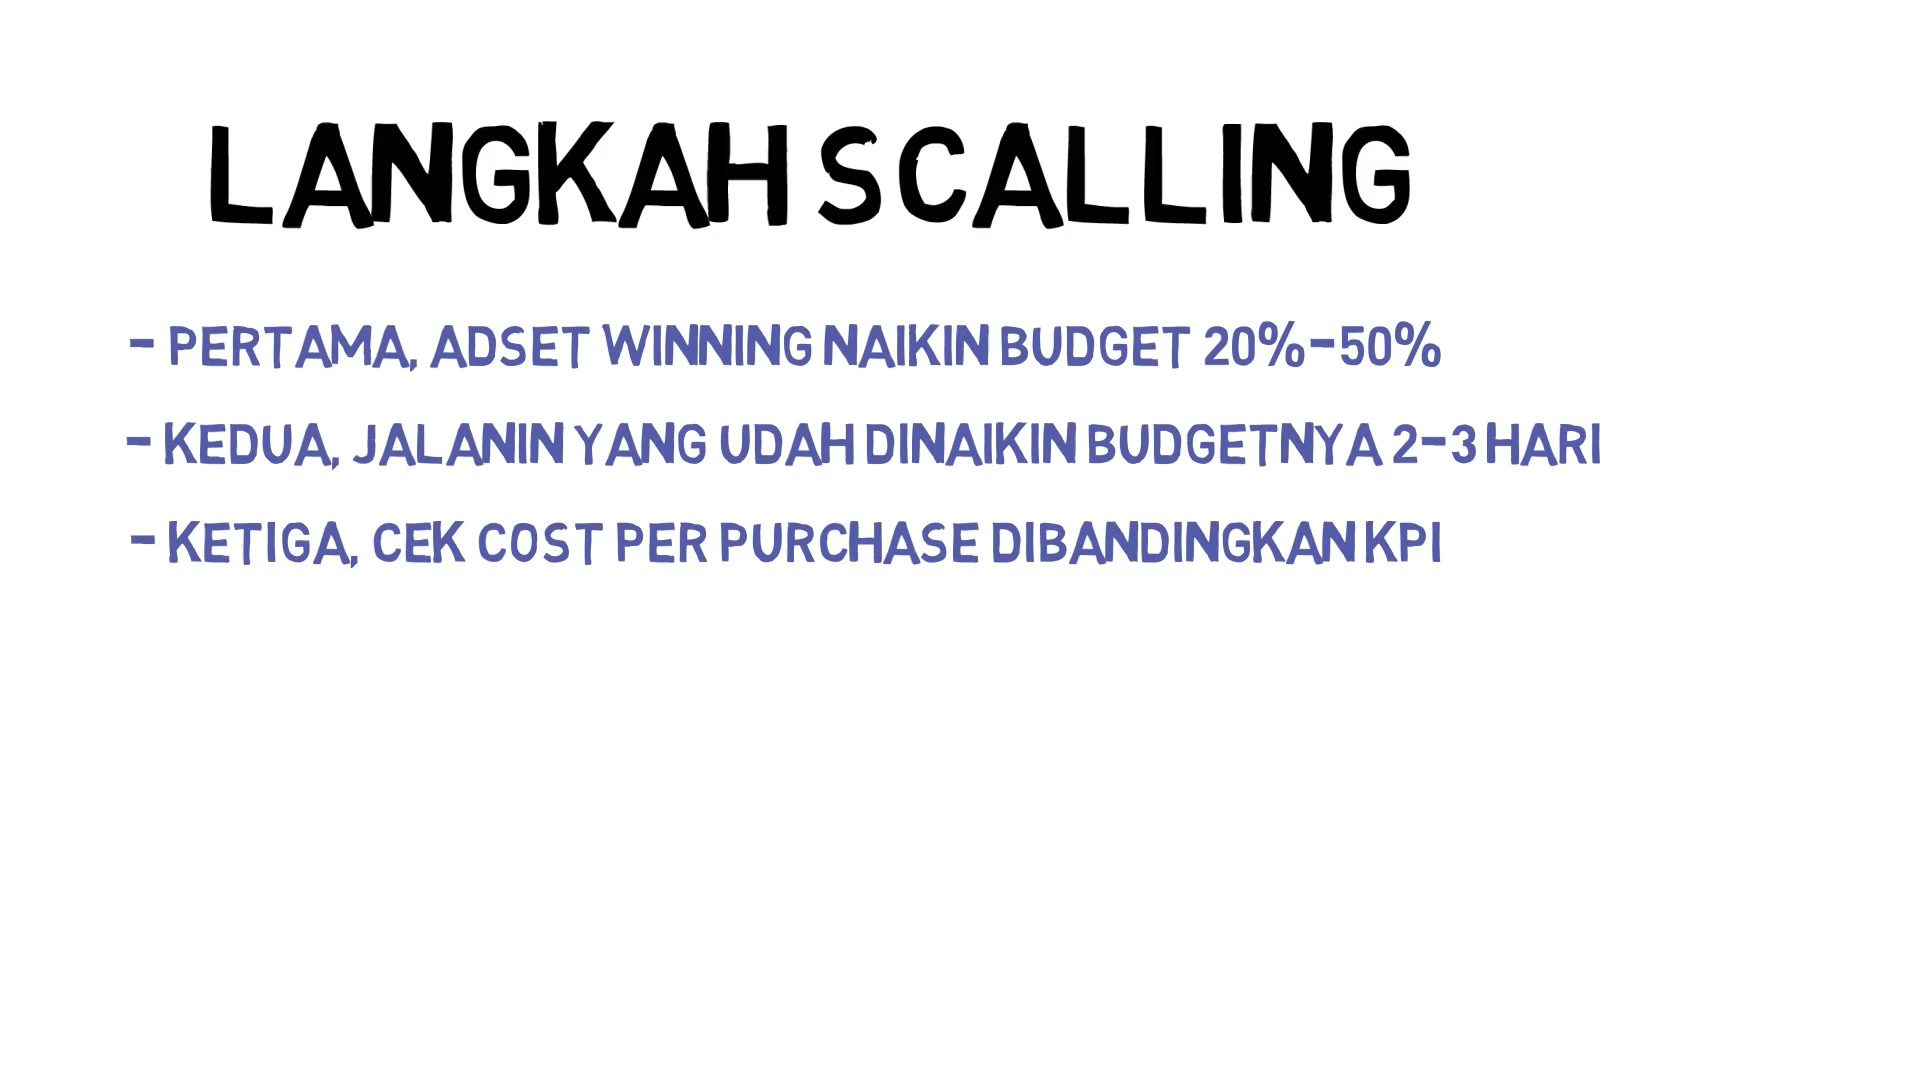 LANGKAH SCALLING
- PERTAMA, ADSET WINNING NAIKIN BUDGET 20%-50%
- KEDUA, JALANIN YANG UDAH DINAIKIN BUDGETNYA 2-3 HARI
- KETIGA, CEK COST PER PURCHASE DIBANDINGKAN KPI